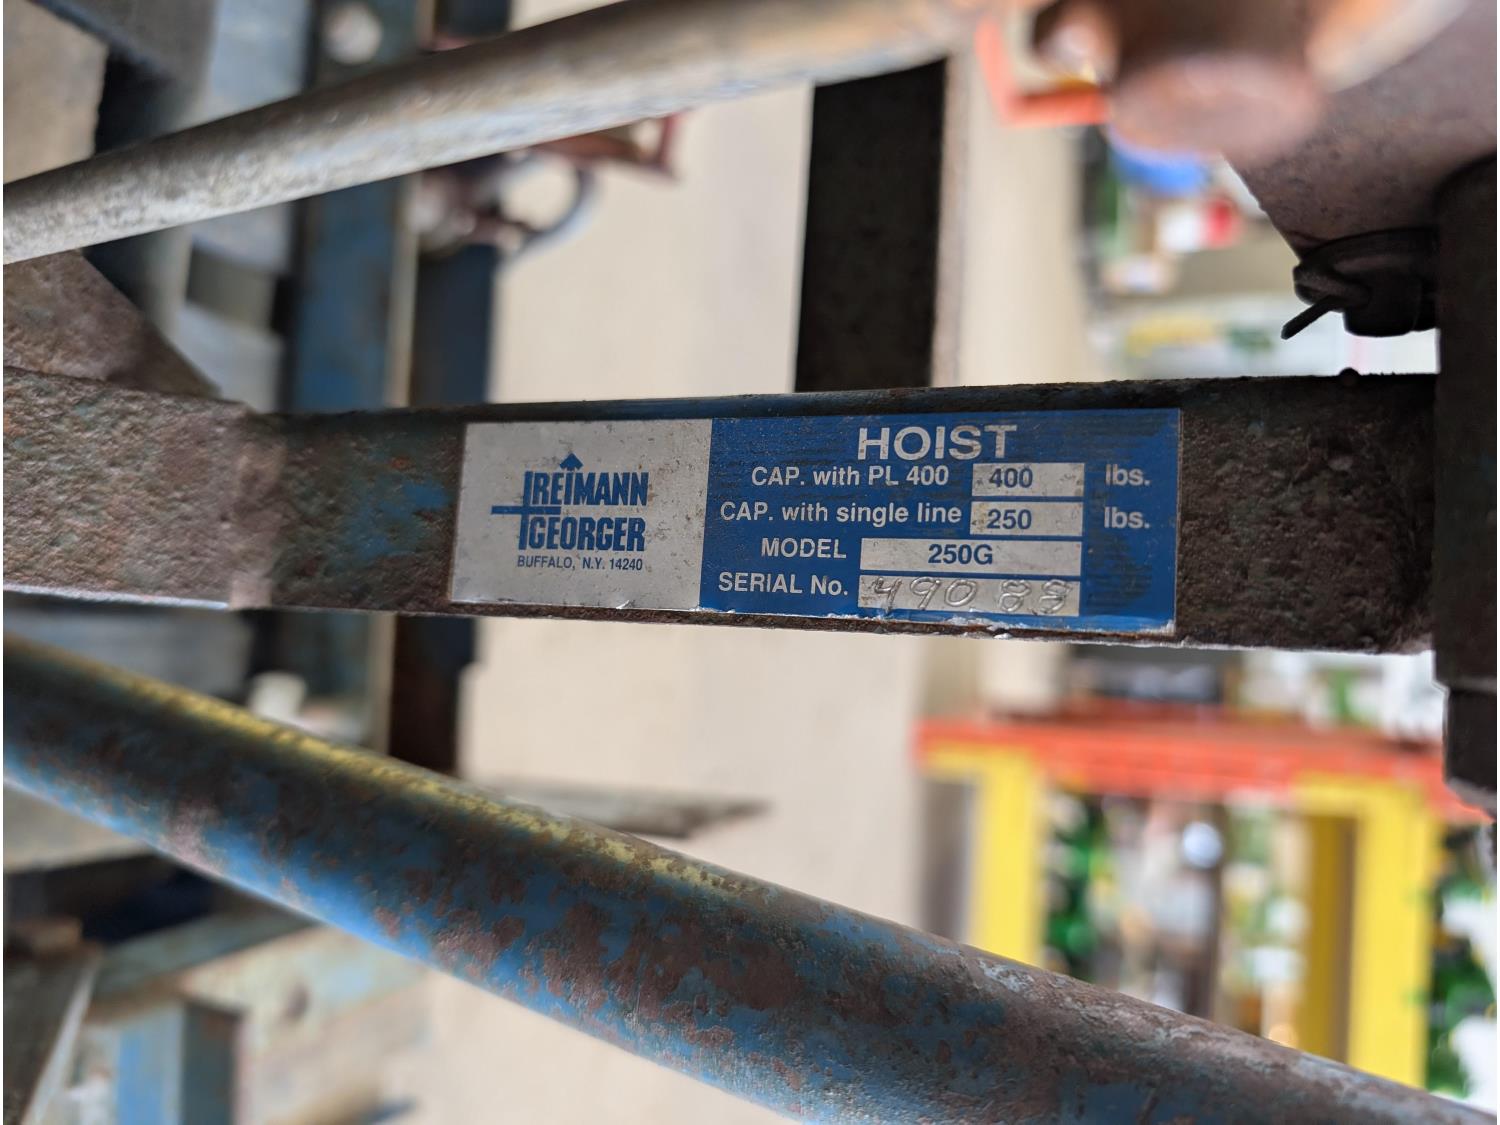 REIMANN
GEORGER
BUFFALO, N.Y. 14240
HOIST
CAP. with PL 400 400 lbs.
CAP. with single line 250 lbs.
MODEL 250G
SERIAL No. 49088